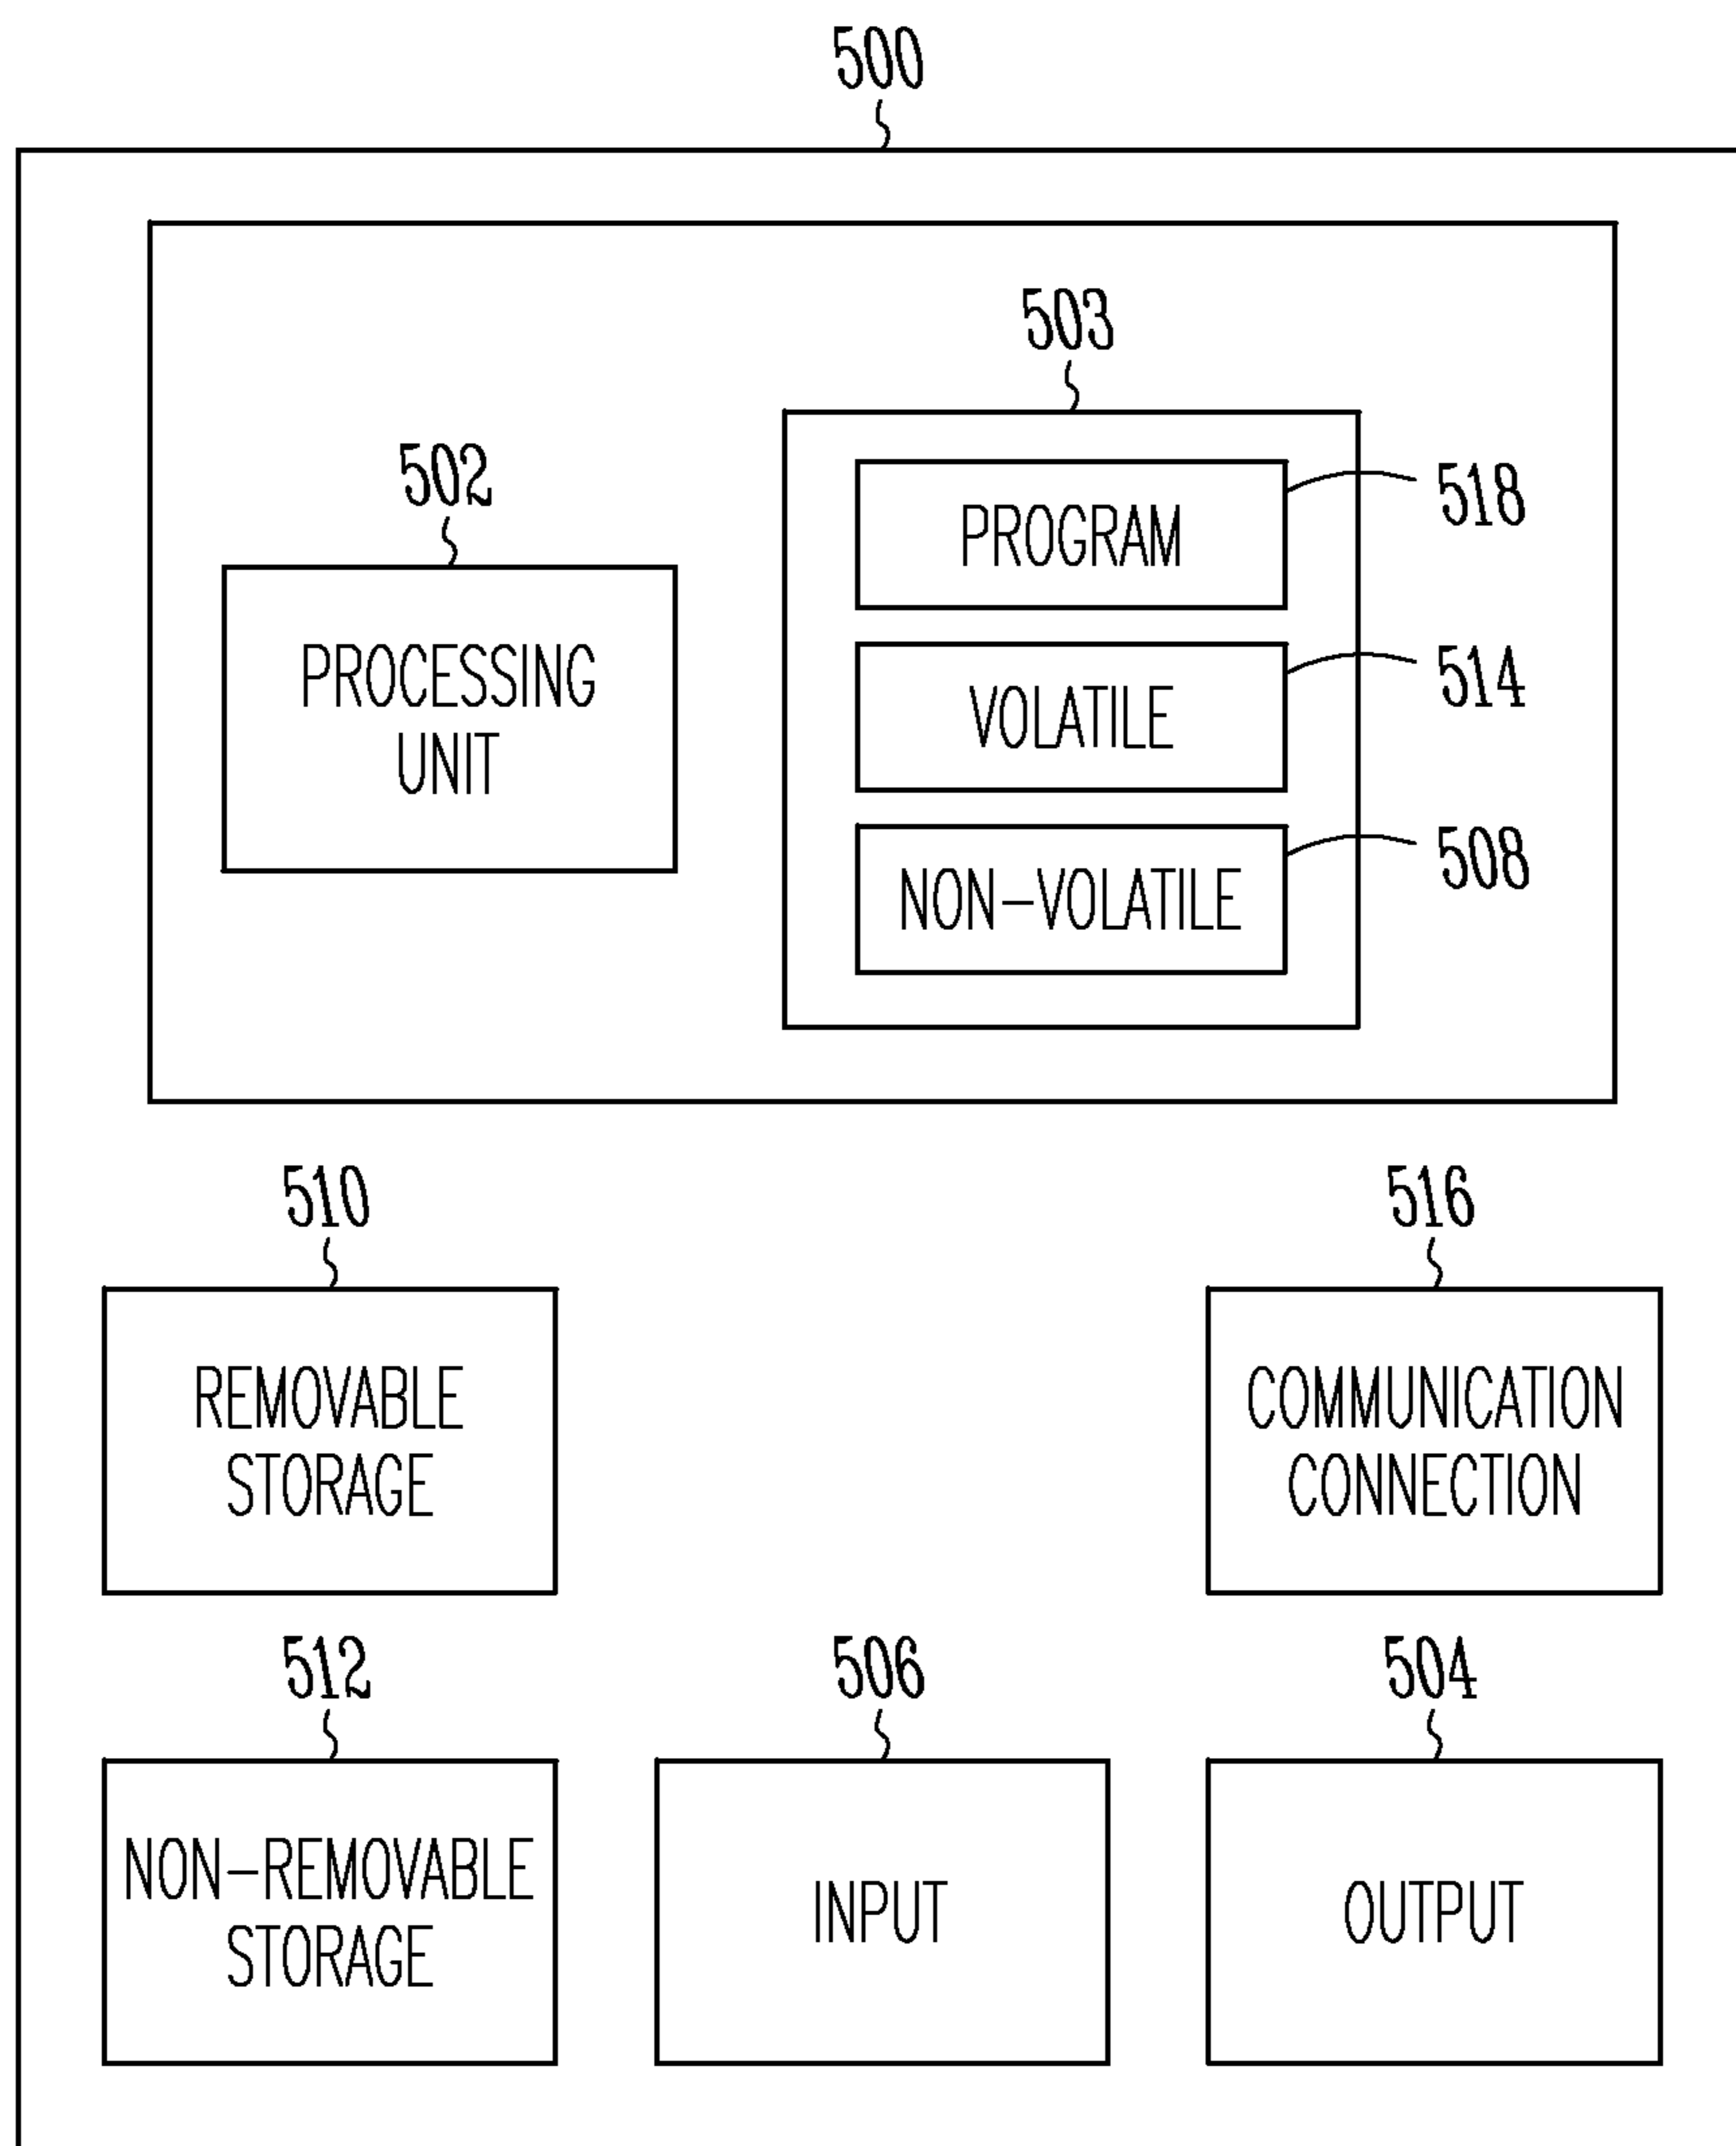 500
503
502
518
PROGRAM
PROCESSING
UNIT
514
VOLATILE
508
NON-VOLATILE
510
516
REMOVABLE
STORAGE
COMMUNICATION
CONNECTION
512
506
504
NON-REMOVABLE
STORAGE
INPUT
OUTPUT